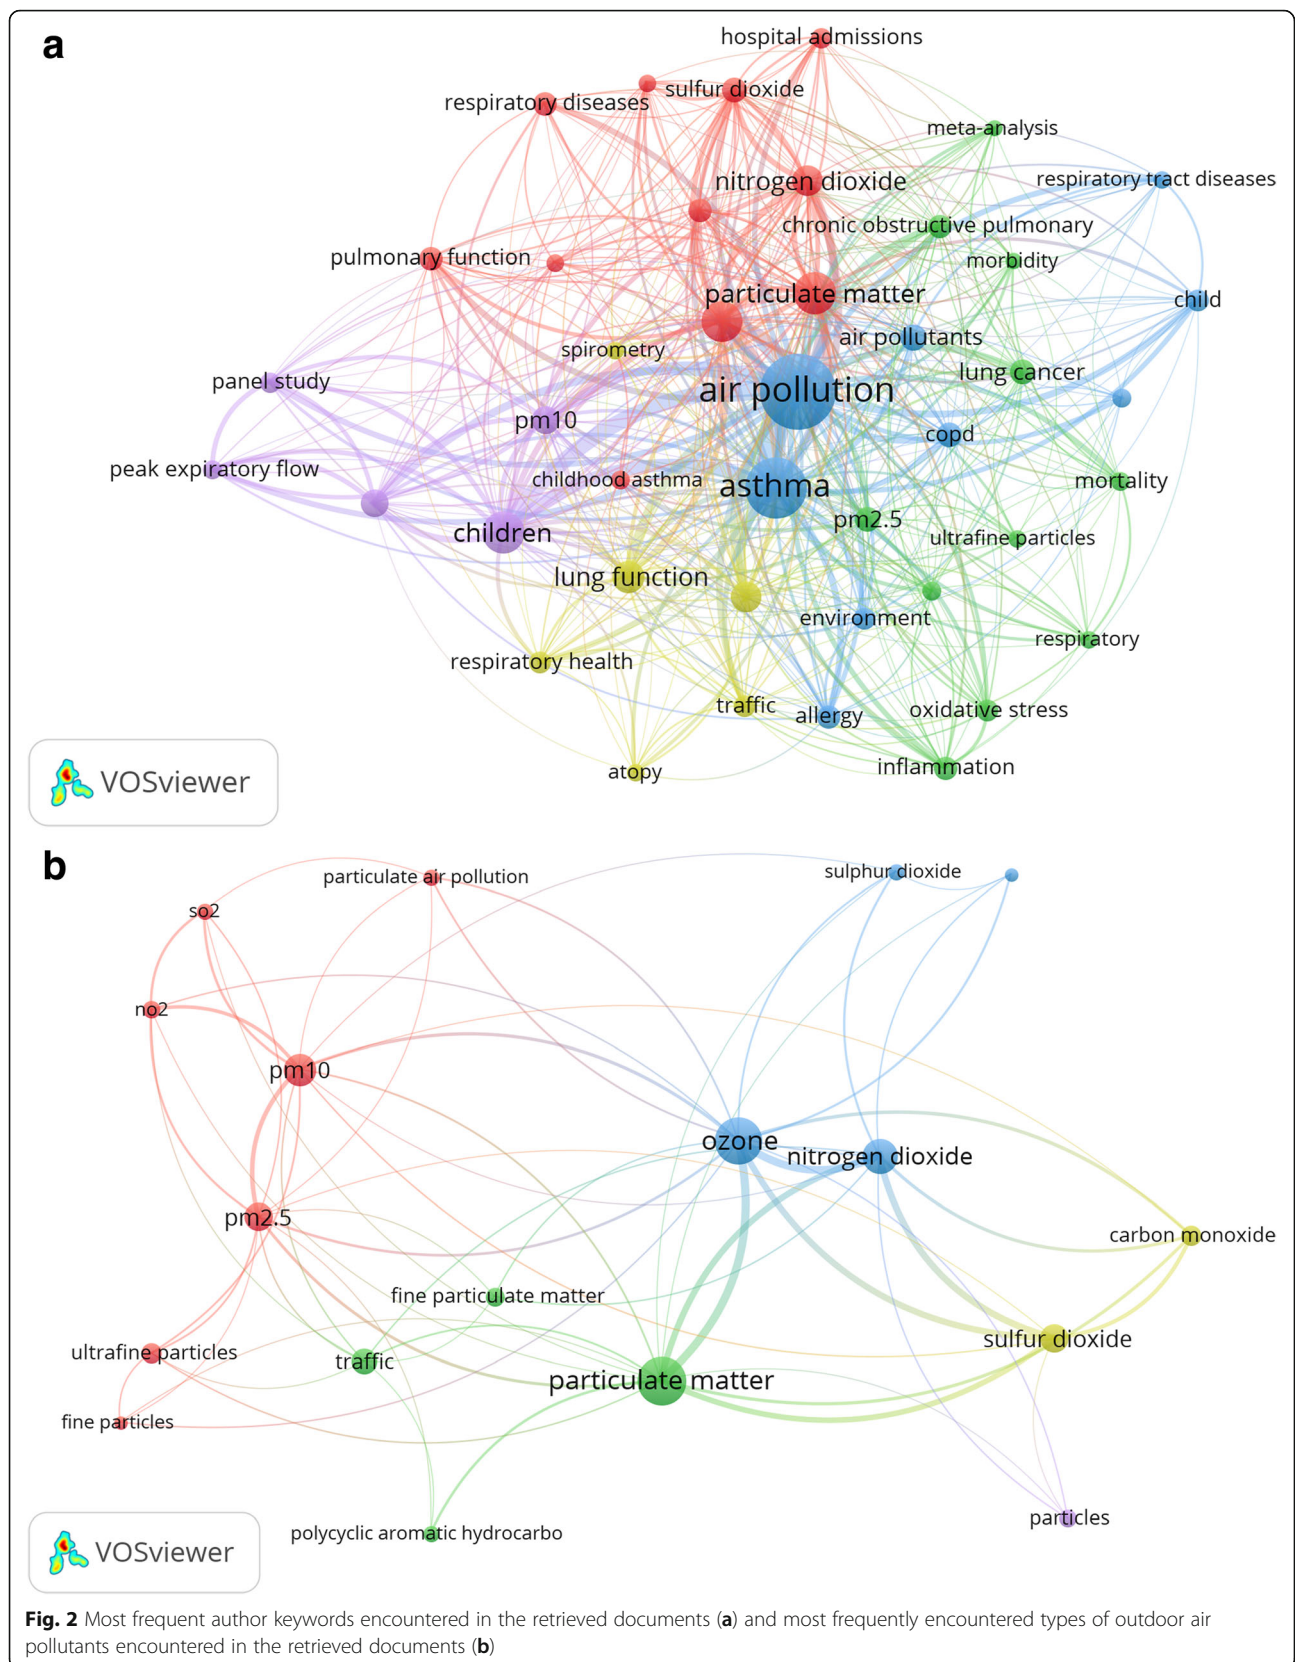 a
hospital admissions
sulfur dioxide
respiratory diseases
meta-analysis
respiratory tract diseases
nitrogen dioxide
chronic obstructive pulmonary
pulmonary function
morbidity
particulate matter
child
air pollutants
spirometry
lung cancer
panel study
air pollution
pm10
copd
peak expiratory flow
childhood asthma
asthma
mortality
pm2.5
children
ultrafine particles
lung function
environment
respiratory
respiratory health
traffic
allergy
oxidative stress
atopy
inflammation
VOSviewer
b
sulphur dioxide
particulate air pollution
so2
no2
pm10
ozone
nitrogen dioxide
pm2.5
carbon monoxide
fine particulate matter
sulfur dioxide
ultrafine particles
traffic
particulate matter
fine particles
particles
polycyclic aromatic hydrocarbo
VOSviewer
Fig. 2 Most frequent author keywords encountered in the retrieved documents (a) and most frequently encountered types of outdoor air
pollutants encountered in the retrieved documents (b)